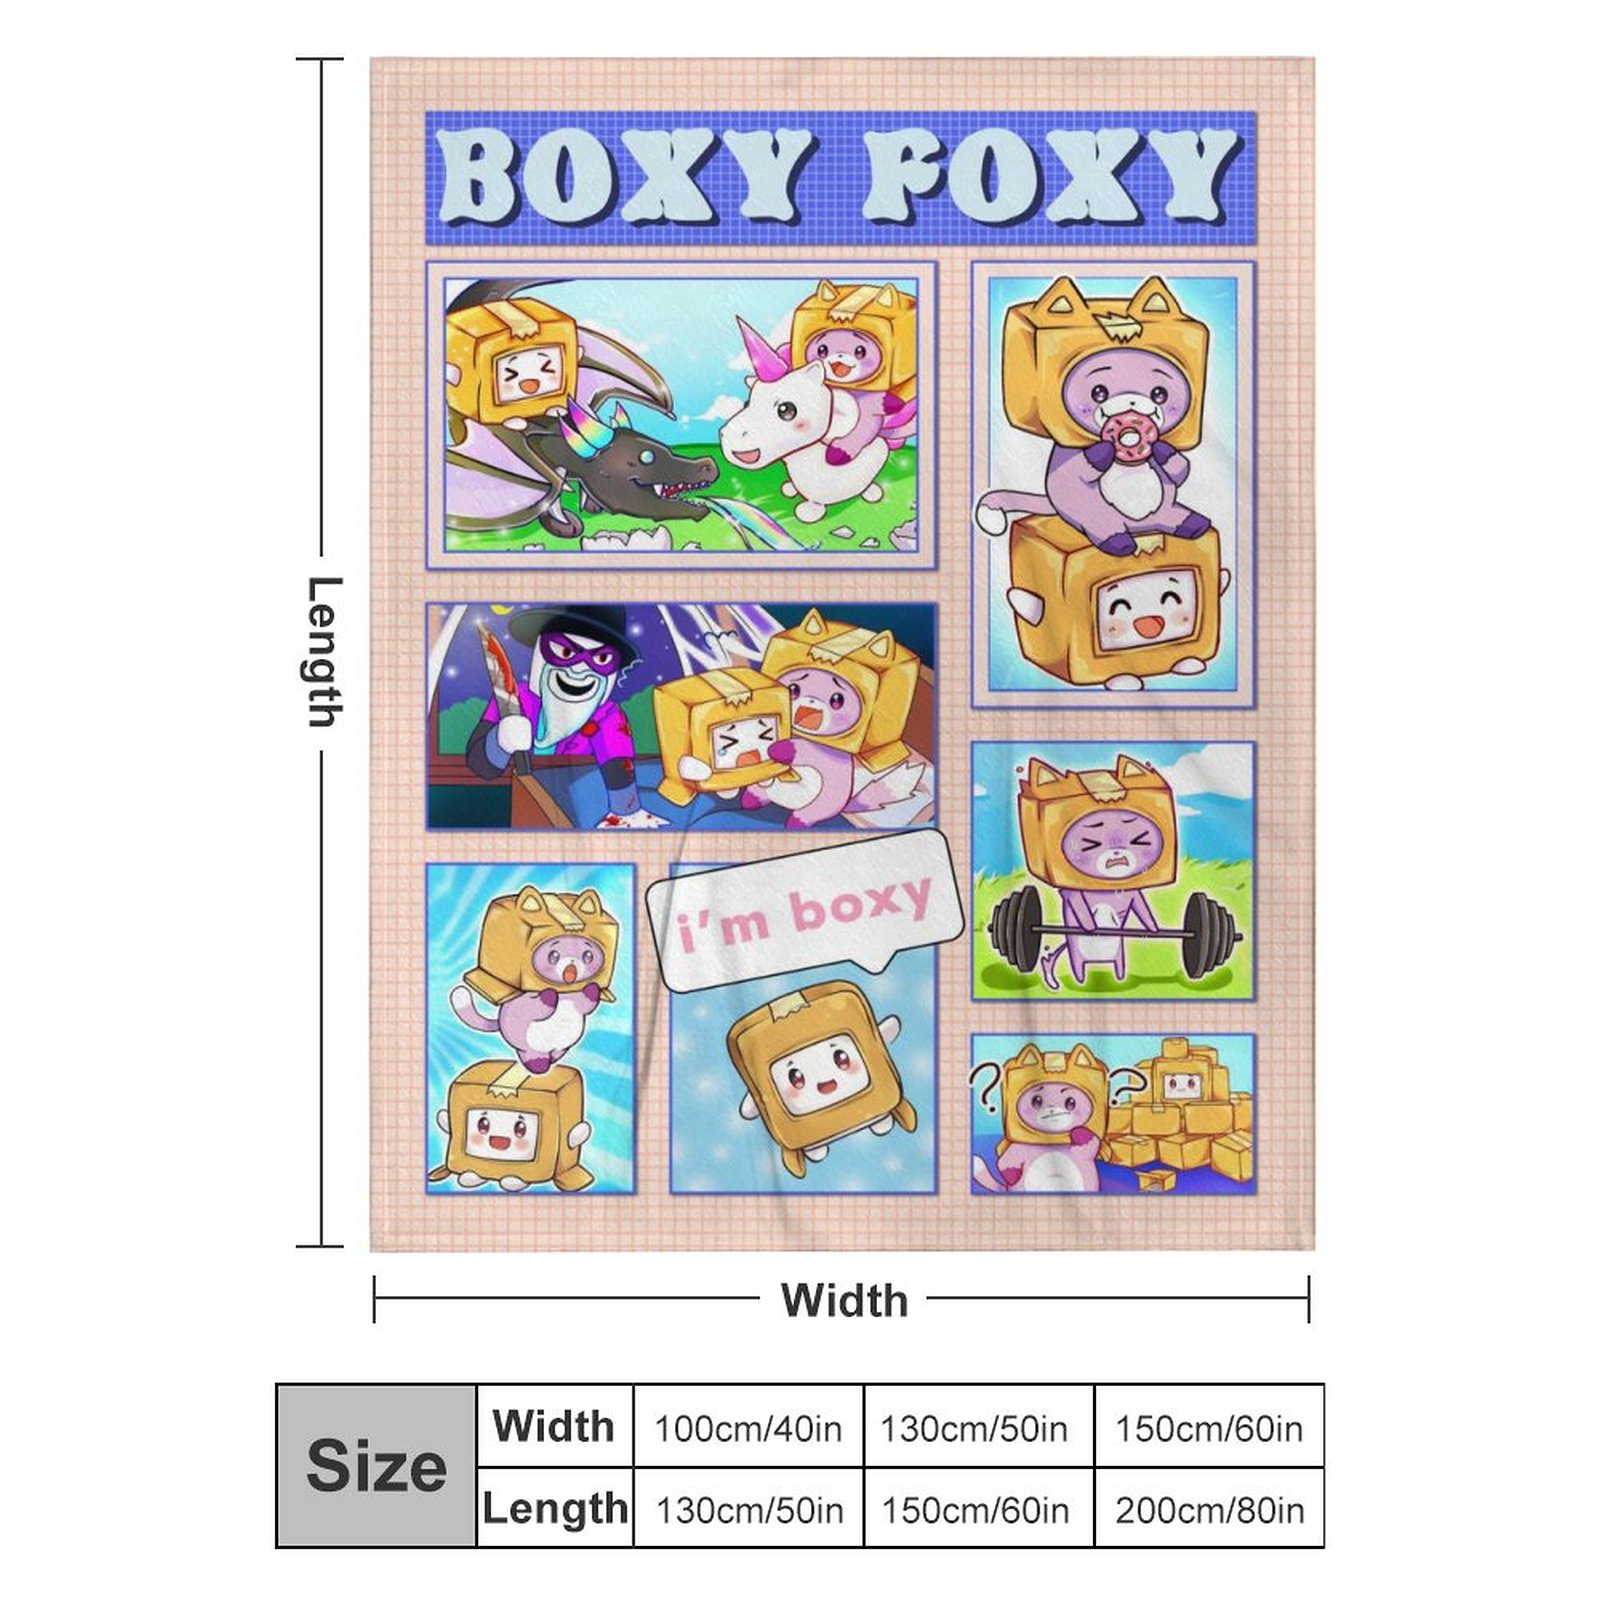 BOXY FOXY
i'm boxy
? ?
Length
Width
Size
Width 100cm/40in 130cm/50in 150cm/60in
Length 130cm/50in 150cm/60in 200cm/80in